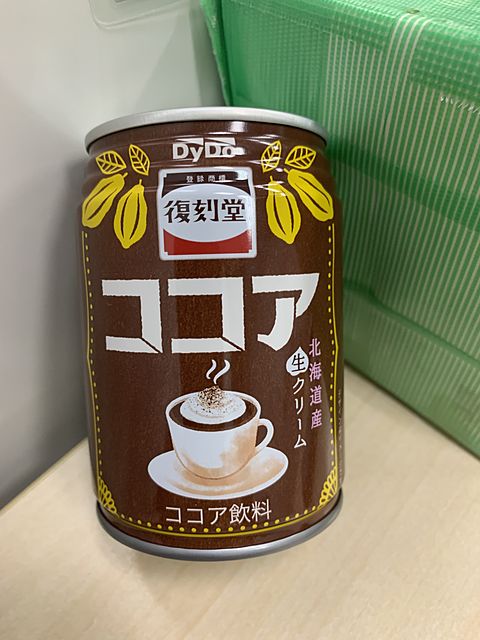 DyDo
登録商標
復刻堂
ココア
北海道産
生クリーム
ココア飲料